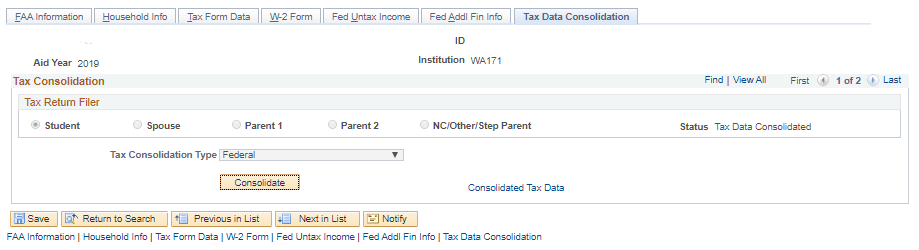 FAA Information Household Info Tax Form Data W-2 Form Fed Untax Income Fed Addl Fin Info Tax Data Consolidation
ID
Aid Year 2019 Institution WA171
Tax Consolidation Find | View All First 1 of 2 Last
Tax Return Filer
Student Spouse Parent 1 Parent 2 NC/Other/Step Parent Status Tax Data Consolidated
Tax Consolidation Type Federal
Consolidate
Consolidated Tax Data
Save Return to Search Previous in List Next in List Notify
FAA Information | Household Info | Tax Form Data | W-2 Form | Fed Untax Income | Fed Addl Fin Info | Tax Data Consolidation